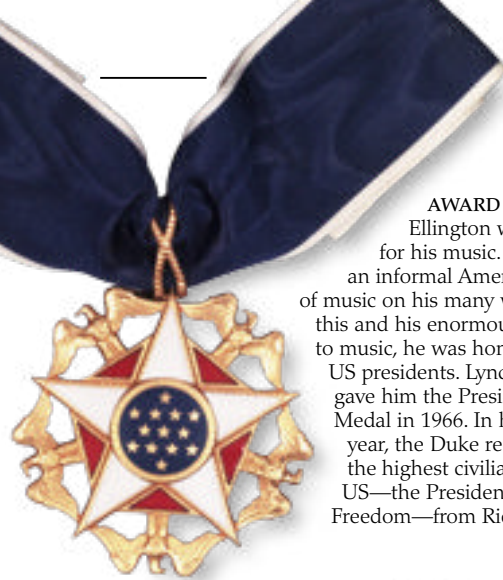 AWARD
Ellington w
for his music.
an informal Amer
of music on his many
this and his enormou
to music, he was hon
US presidents. Lynd
gave him the Presi
Medal in 1966. In h
year, the Duke re
the highest civilia
US—the Presiden
Freedom—from Ric